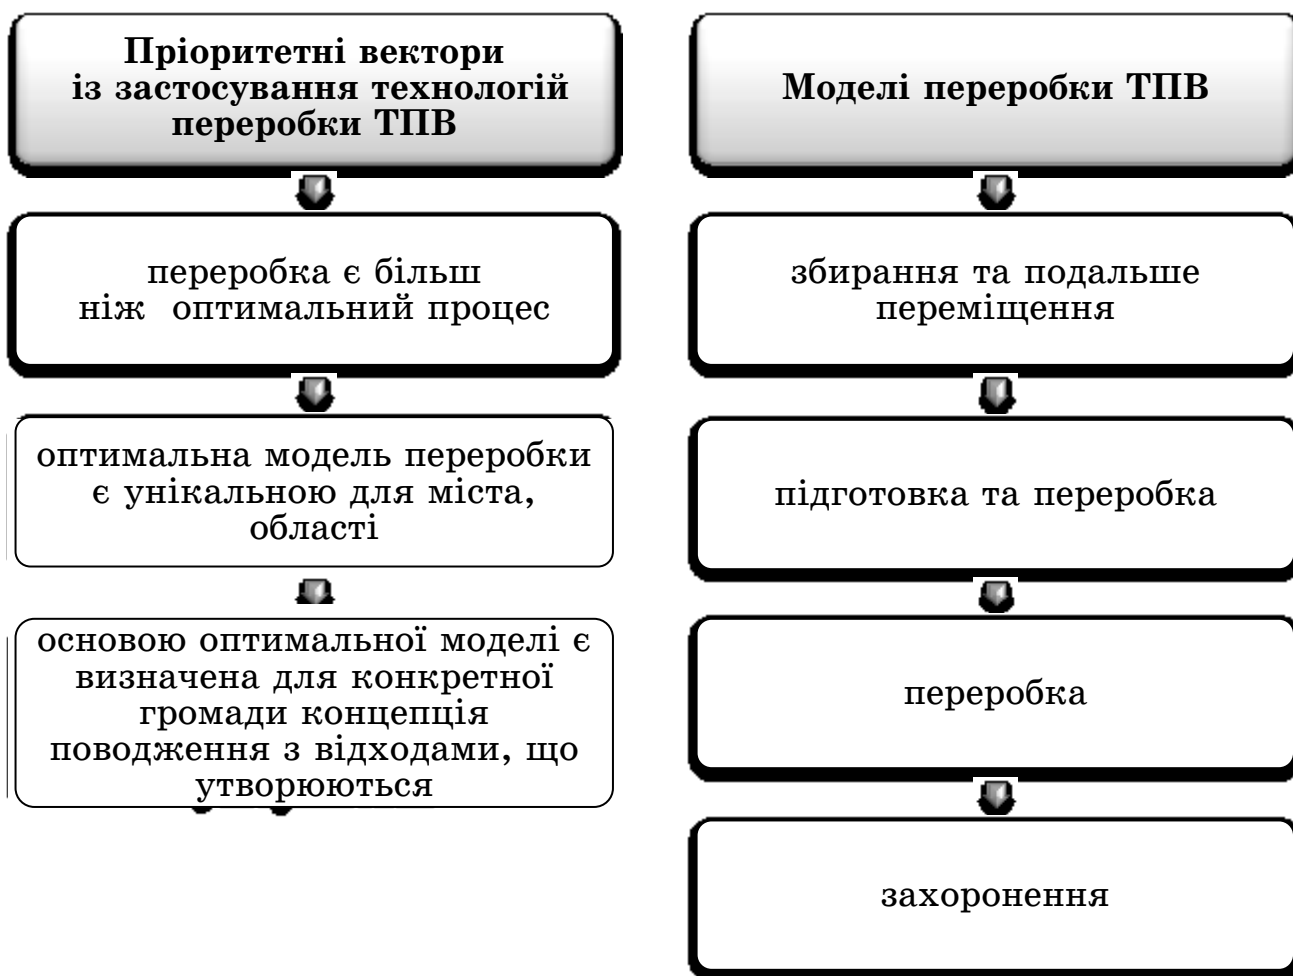 Пріоритетні вектори
із застосування технологій
переробки ТПВ
переробка є більш
ніж оптимальний процес
оптимальна модель переробки
є унікальною для міста,
області
основою оптимальної моделі є
визначена для конкретної
громади концепція
поводження з відходами, що
утворюються
Моделі переробки ТПВ
збирання та подальше
переміщення
підготовка та переробка
переробка
захоронення